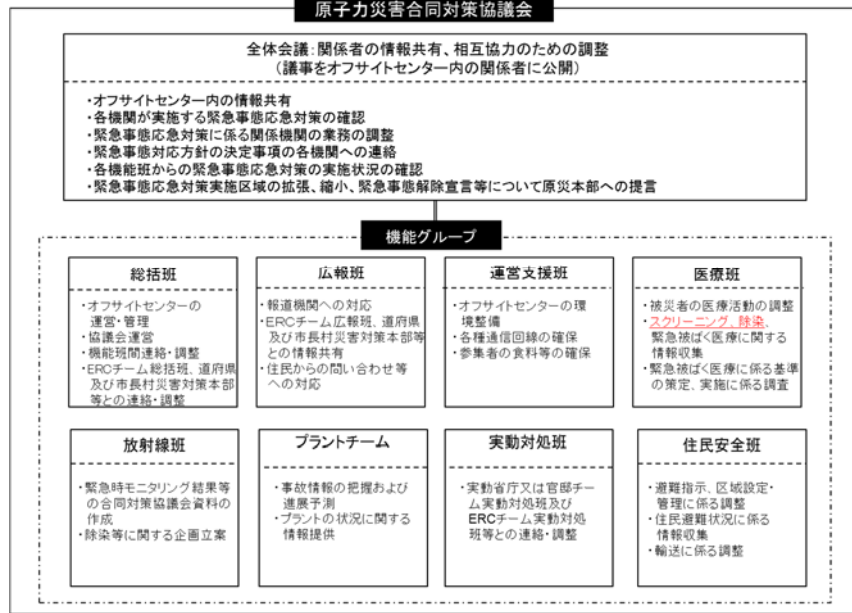 原子力災害合同対策協議会
全体会議：関係者の情報共有、相互協力のための調整
（議事をオフサイトセンター内の関係者に公開）
・オフサイトセンター内の情報共有
・各機関が実施する緊急事態応急対策の確認
・緊急事態応急対策に係る関係機関の業務の調整
・緊急事態対応方針の決定事項の各機関への連絡
・各機能班からの緊急事態応急対策の実施状況の確認
・緊急事態応急対策実施区域の拡張、縮小、緊急事態解除宣言等について原災本部への提言
機能グループ
総括班
・オフサイトセンターの
運営・管理
・協議会運営
・機能班間連絡・調整
・ERCチーム総括班、道府県
及び市長村災害対策本部
等との連絡・調整
広報班
・報道機関への対応
・ERCチーム広報班、道府県
及び市長村災害対策本部等
との情報共有
・住民からの問い合わせ等
への対応
運営支援班
・オフサイトセンターの環
境整備
・各種通信回線の確保
・参集者の食料等の確保
医療班
・被災者の医療活動の調整
・スクリーニング、除染、
緊急被ばく医療に関する
情報収集
・緊急被ばく医療に係る基準
の策定、実施に係る調査
放射線班
・緊急時モニタリング結果等
の合同対策協議会資料の
作成
・除染等に関する企画立案
プラントチーム
・事故情報の把握および
進展予測
・プラントの状況に関する
情報提供
実動対処班
・実動省庁又は官邸チー
ム実動対処班及び
ERCチーム実動対処
班等との連絡・調整
住民安全班
・避難指示、区域設定・
管理に係る調整
・住民避難状況に係る
情報収集
・輸送に係る調整